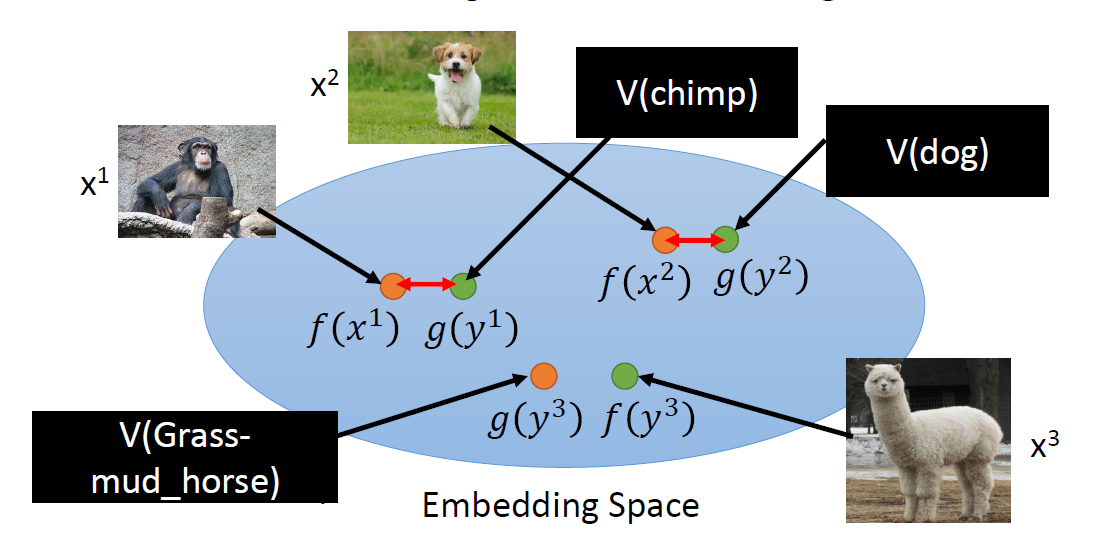 x²
V(chimp)
V(dog)
x¹
f(x²) g(y²)
f(x¹) g(y¹)
g(y³) f(y³)
V(Grass-
mud_horse)
x³
Embedding Space